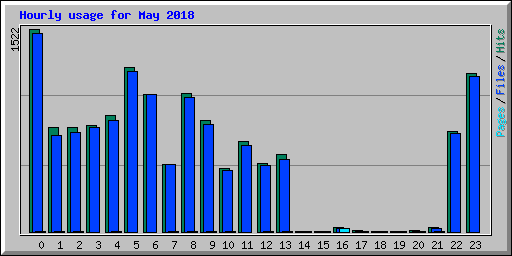 Hourly usage for May 2018
1522
Pages/Files/Hits
0 1 2 3 4 5 6 7 8 9 10 11 12 13 14 15 16 17 18 19 20 21 22 23